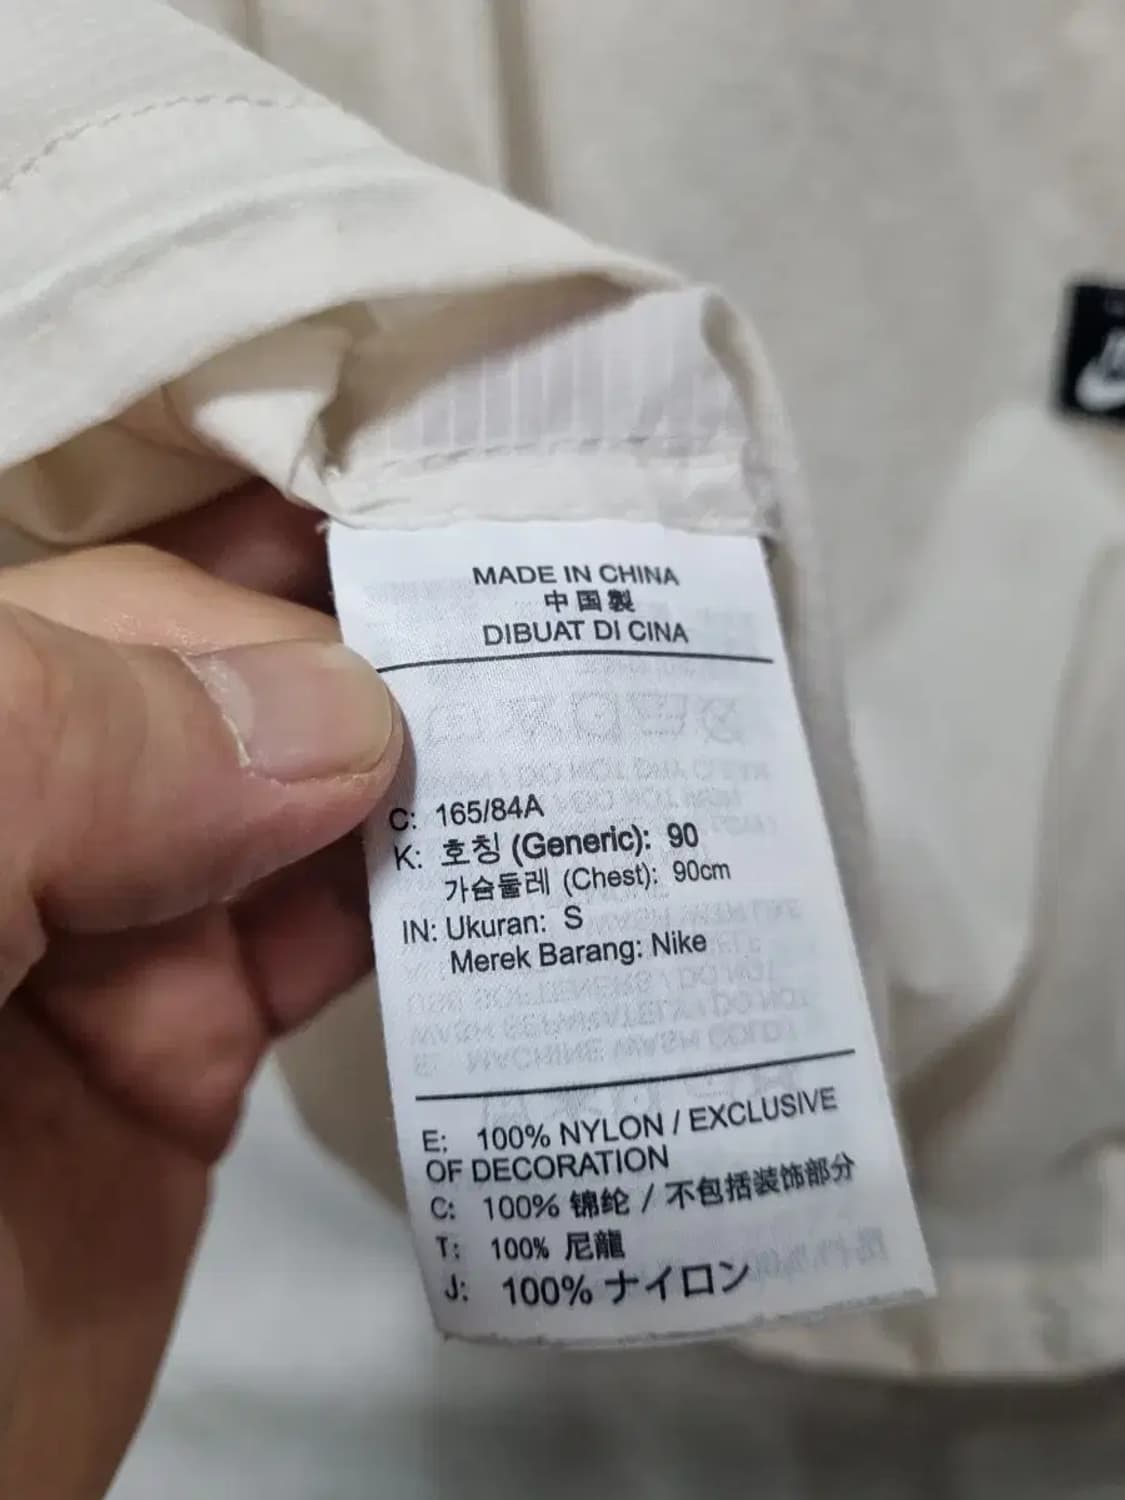 MADE IN CHINA
中国製
DIBUAT DI CINA
C: 165/84A
K: 호칭 (Generic): 90
가슴둘레 (Chest): 90cm
IN: Ukuran: S
Merek Barang: Nike
E: 100% NYLON / EXCLUSIVE
OF DECORATION
C: 100% 锦纶 / 不包括装饰部分
T: 100% 尼龍
J: 100% ナイロン